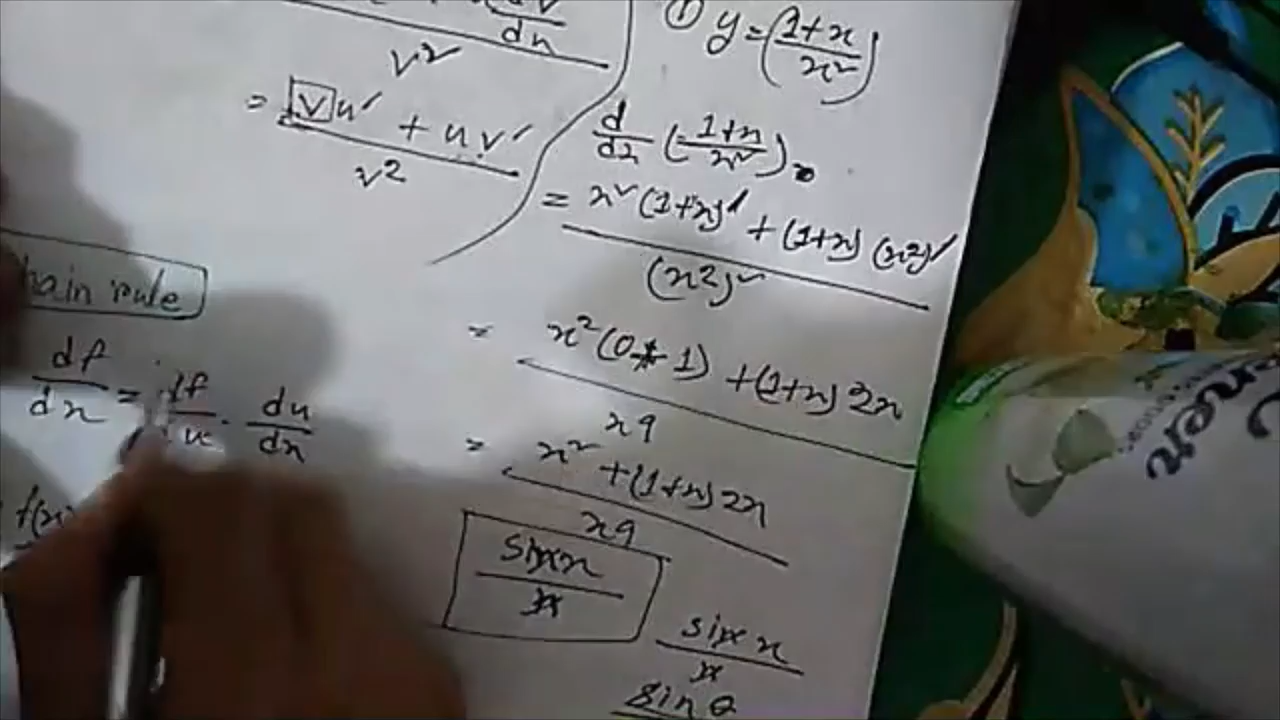 dx
v²
= vu' + uv'
v²
① y = (1+x / x²)
d/dx (1+x / x²)
= x²(1+x)' + (1+x)(x²)'
(x²)²
= x²(0+1) + (1+x) 2x
x4
= x² + (1+x) 2x
x4
sin x
x
sin x
x
sin θ
hain rule
df/dx = df/du · du/dx
f(x)